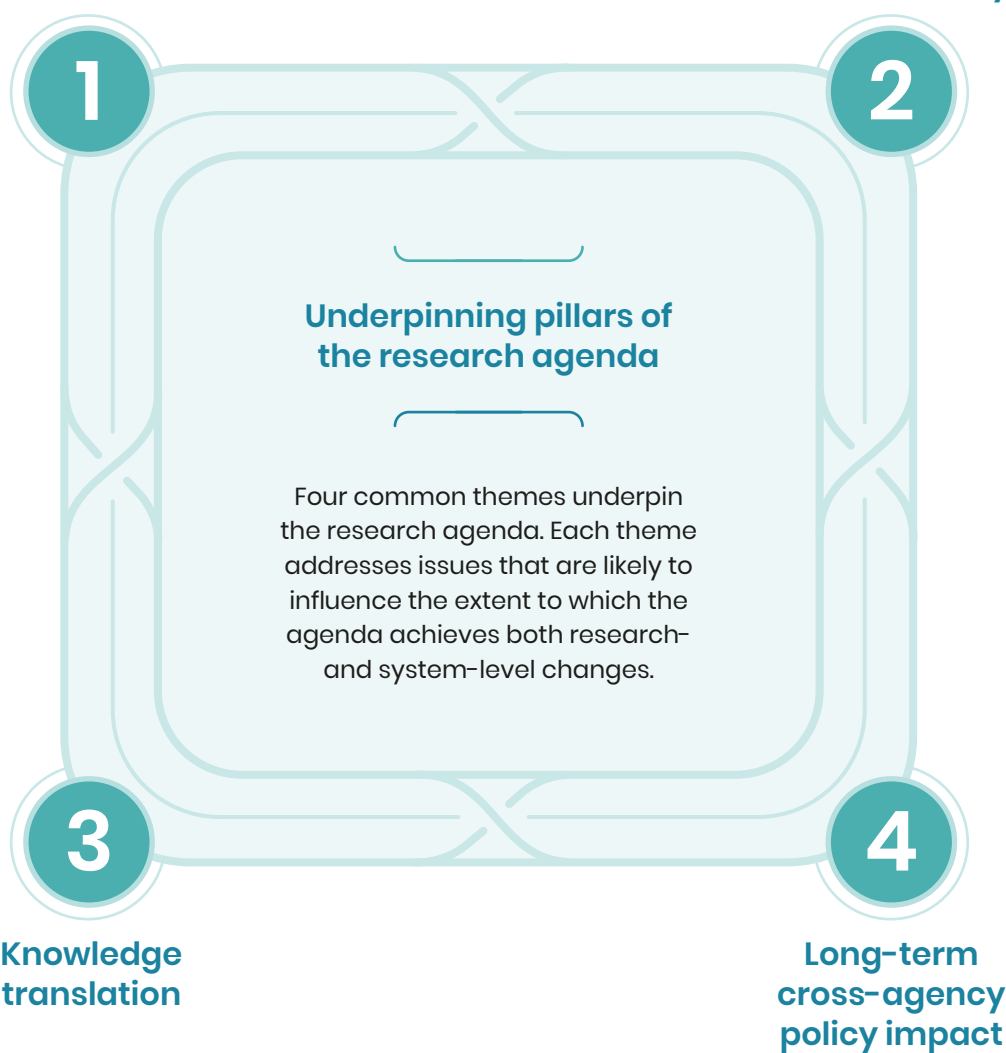 1
2
Underpinning pillars of
the research agenda
Four common themes underpin
the research agenda. Each theme
addresses issues that are likely to
influence the extent to which the
agenda achieves both research-
and system-level changes.
3
4
Knowledge
translation
Long-term
cross-agency
policy impact